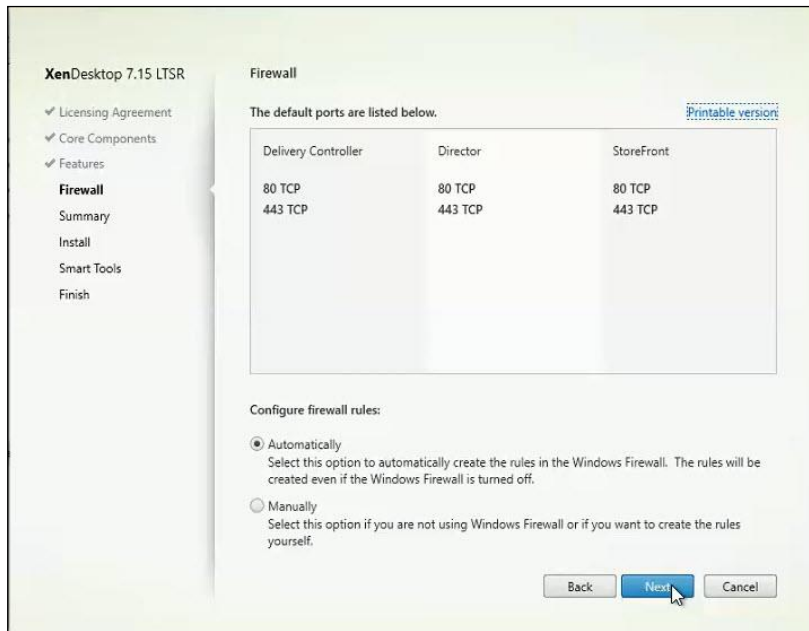 XenDesktop 7.15 LTSR
Licensing Agreement
Core Components
Features
Firewall
Summary
Install
Smart Tools
Finish
Firewall
The default ports are listed below.
Printable version
Delivery Controller
Director
StoreFront
80 TCP
80 TCP
80 TCP
443 TCP
443 TCP
443 TCP
Configure firewall rules:
Automatically
Select this option to automatically create the rules in the Windows Firewall. The rules will be
created even if the Windows Firewall is turned off.
Manually
Select this option if you are not using Windows Firewall or if you want to create the rules
yourself.
Back
Next
Cancel